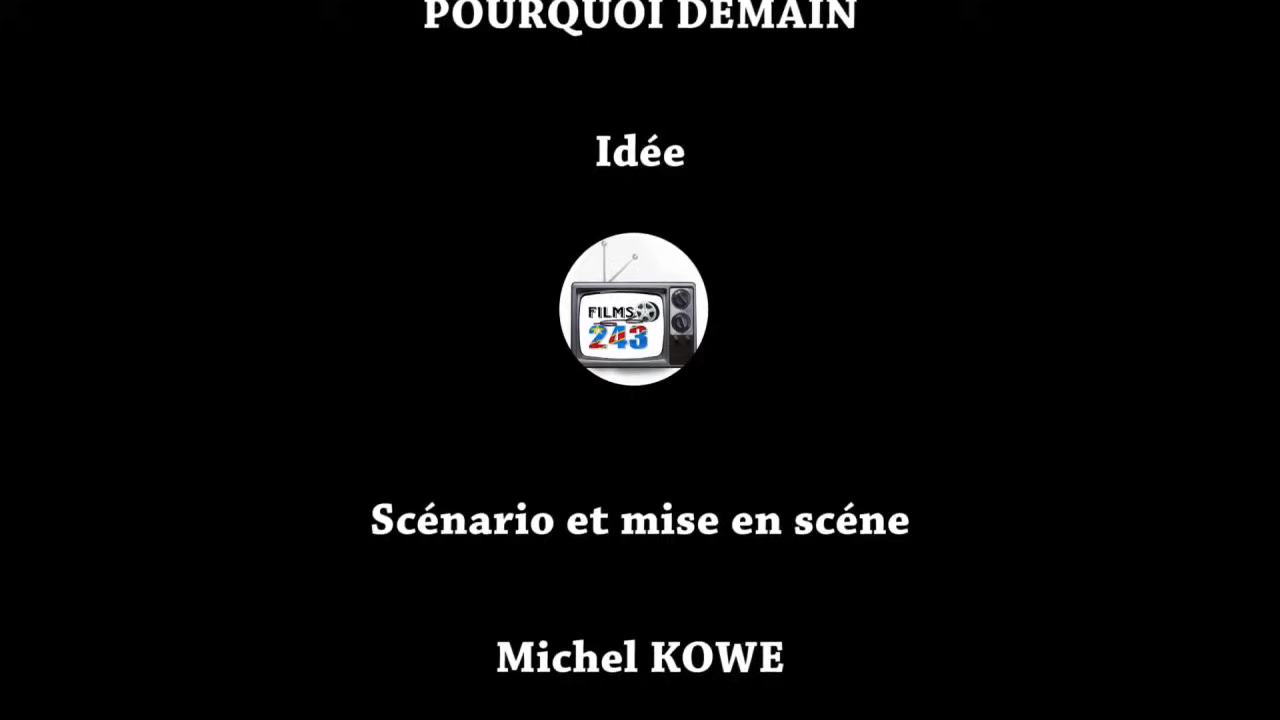 POURQUOI DEMAIN
Idée
FILMS
243
Scénario et mise en scéne
Michel KOWE